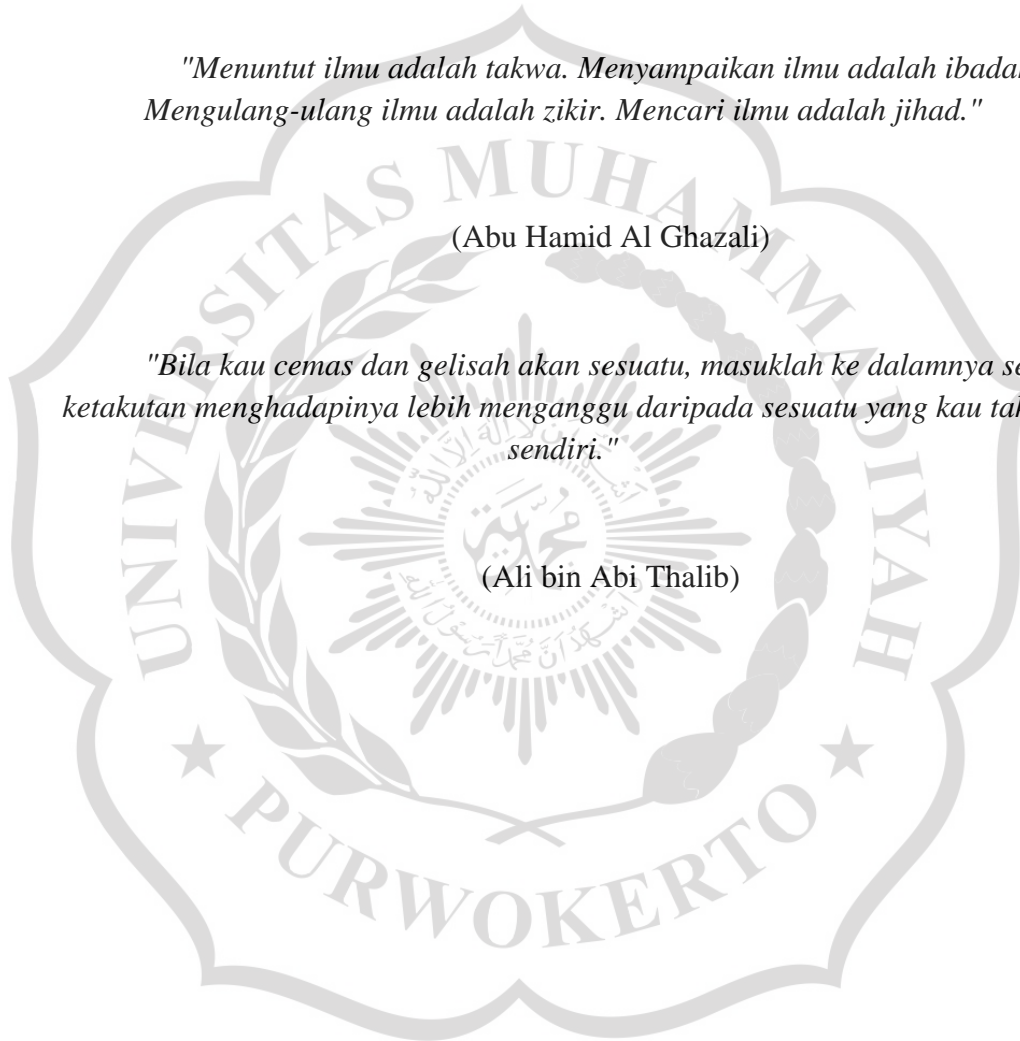 "Menuntut ilmu adalah takwa. Menyampaikan ilmu adalah
Mengulang-ulang ilmu adalah zikir. Mencari ilmu adalah jihad."
UNIVERSITAS MUHAMMADIYAH
(Abu Hamid Al Ghazali)
"Bila kau cemas dan gelisah akan sesuatu, masuklah ke dalamnya
ketakutan menghadapinya lebih menganggu daripada sesuatu yang kau
sendiri."
(Ali bin Abi Thalib)
PURWOKERTO